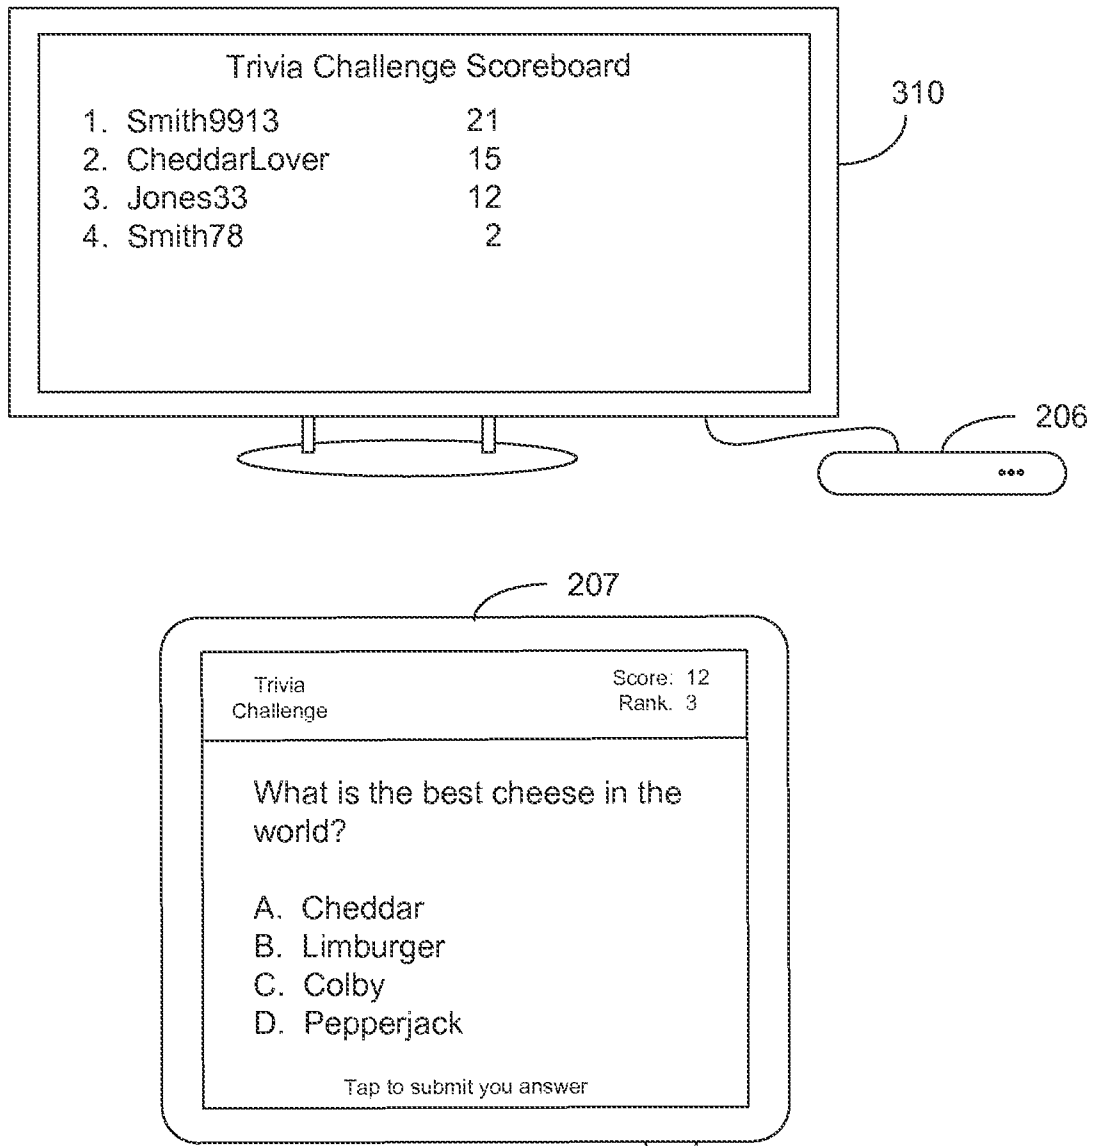 Trivia Challenge Scoreboard
1. Smith9913 21
2. CheddarLover 15
3. Jones33 12
4. Smith78 2
310
206
207
Trivia
Challenge
Score: 12
Rank. 3
What is the best cheese in the
world?
A. Cheddar
B. Limburger
C. Colby
D. Pepperjack
Tap to submit you answer